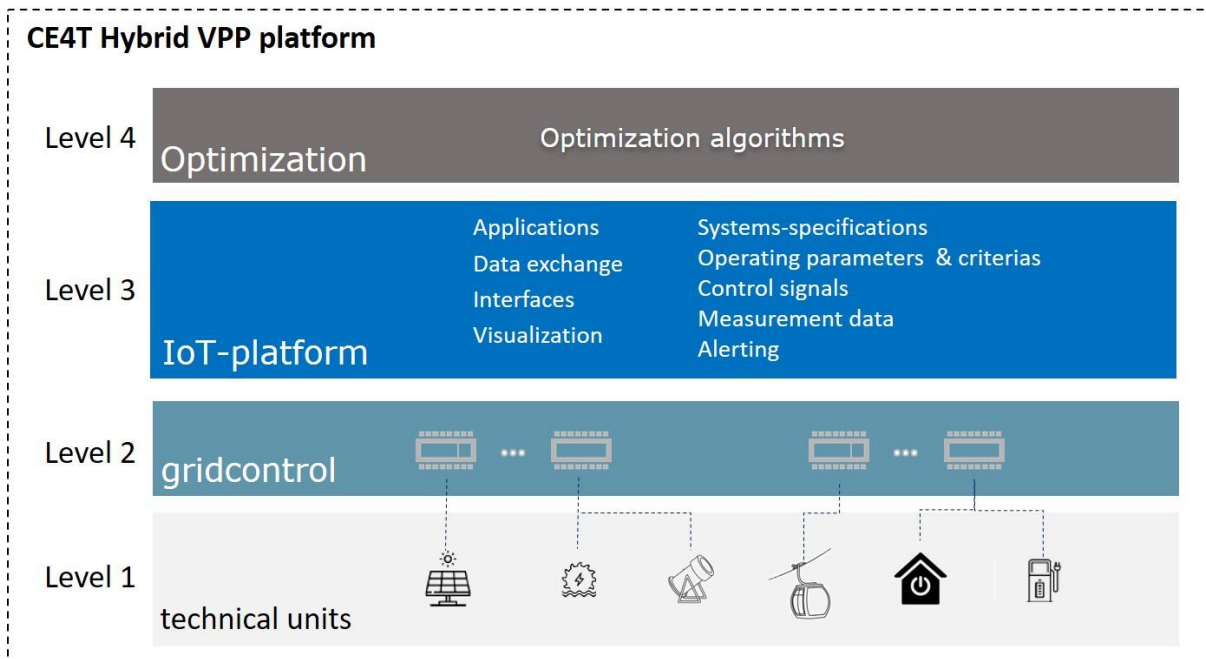 CE4T Hybrid VPP platform
Level 4
Optimization
Optimization algorithms
Level 3
IoT-platform
Applications
Data exchange
Interfaces
Visualization
Systems-specifications
Operating parameters & criterias
Control signals
Measurement data
Alerting
Level 2
gridcontrol
Level 1
technical units